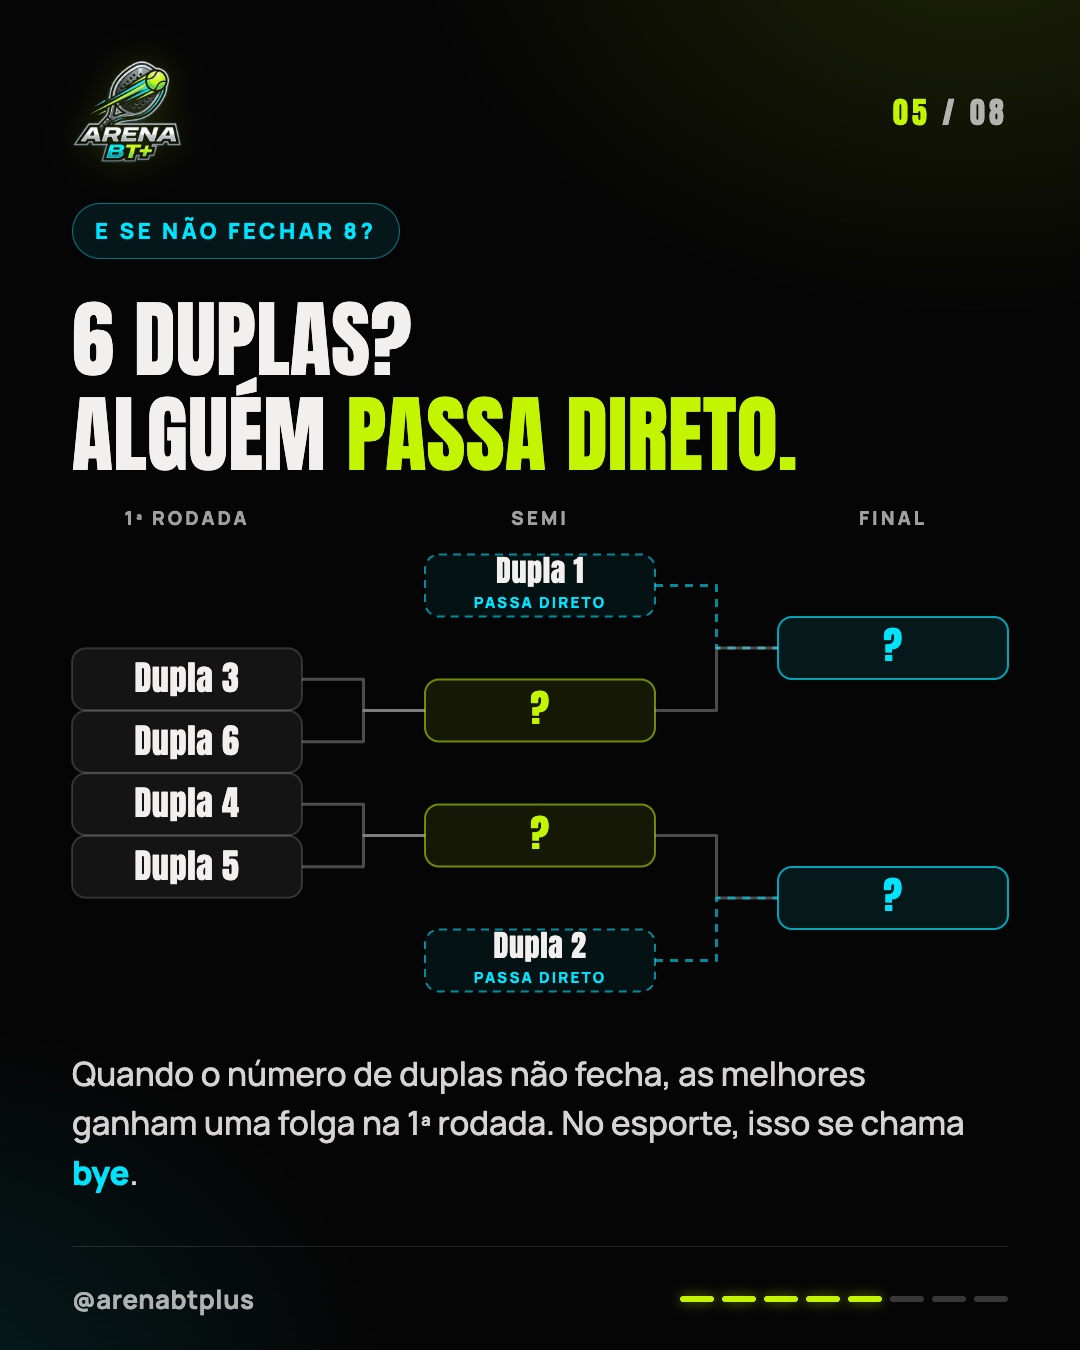 ARENA
BT+
05 / 08
E SE NÃO FECHAR 8?
6 DUPLAS?
ALGUÉM PASSA DIRETO.
1ª RODADA
SEMI
FINAL
Dupla 1
PASSA DIRETO
?
Dupla 3
?
Dupla 6
Dupla 4
?
Dupla 5
?
Dupla 2
PASSA DIRETO
Quando o número de duplas não fecha, as melhores
ganham uma folga na 1ª rodada. No esporte, isso se chama
bye.
@arenabtplus